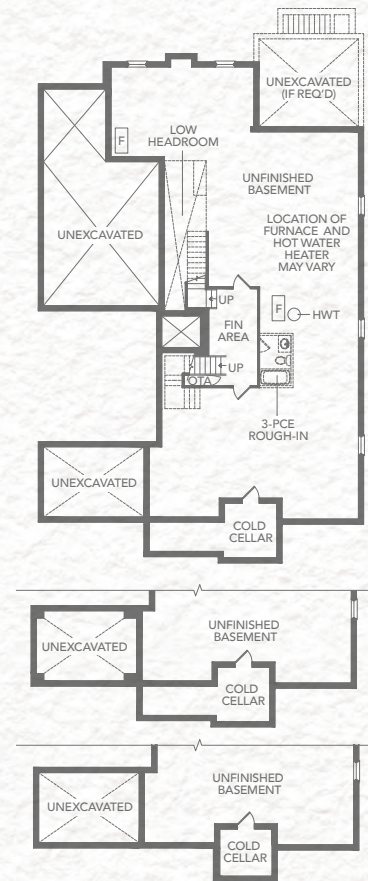 UNEXCAVATED
(IF REQ'D)
LOW
HEADROOM
F
UNFINISHED
BASEMENT
UNEXCAVATED
LOCATION OF
FURNACE AND
HOT WATER
HEATER
MAY VARY
UP
F
HWT
FIN
AREA
UP
OTA
3-PCE
ROUGH-IN
UNEXCAVATED
COLD
CELLAR
UNFINISHED
BASEMENT
UNEXCAVATED
COLD
CELLAR
UNFINISHED
BASEMENT
UNEXCAVATED
COLD
CELLAR